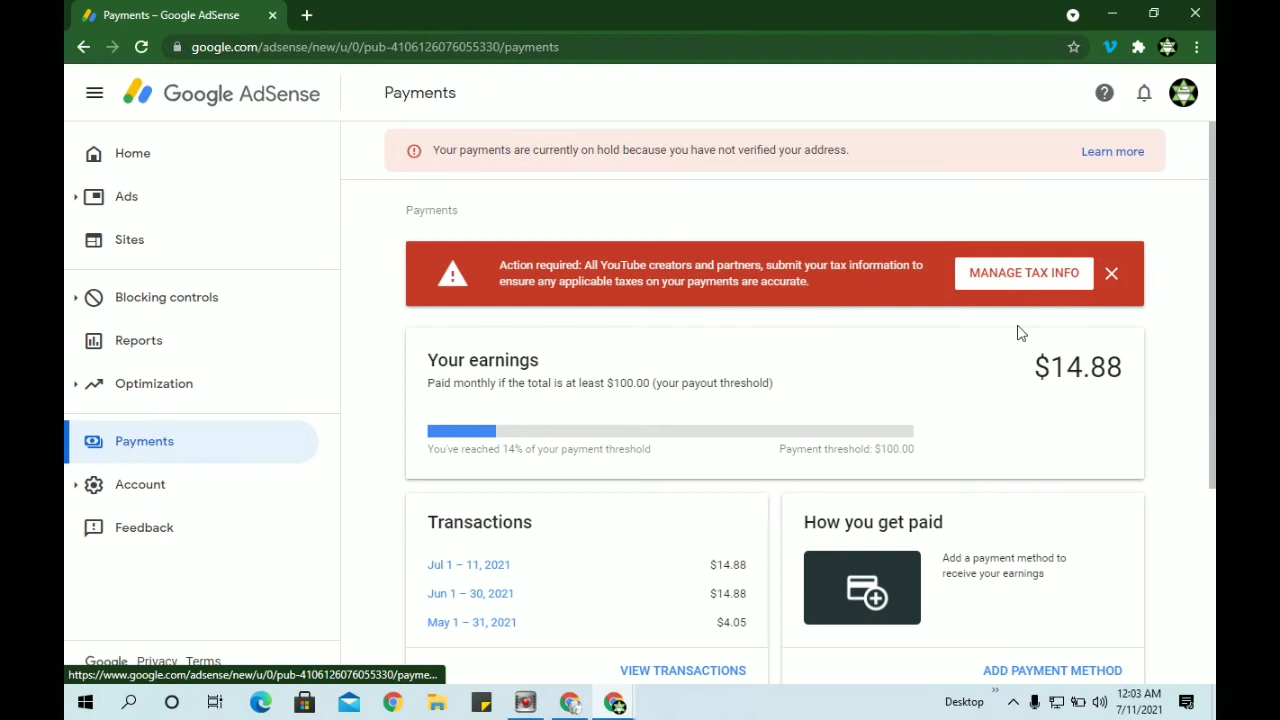 Payments – Google AdSense
google.com/adsense/new/u/0/pub-4106126076055330/payments
Google AdSense
Payments
Home
Ads
Sites
Blocking controls
Reports
Optimization
Payments
Account
Feedback
Google Privacy Terms
Your payments are currently on hold because you have not verified your address.
Learn more
Payments
Action required: All YouTube creators and partners, submit your tax information to
ensure any applicable taxes on your payments are accurate.
MANAGE TAX INFO
Your earnings
$14.88
Paid monthly if the total is at least $100.00 (your payout threshold)
You've reached 14% of your payment threshold
Payment threshold: $100.00
Transactions
Jul 1 – 11, 2021 $14.88
Jun 1 – 30, 2021 $14.88
May 1 – 31, 2021 $4.05
VIEW TRANSACTIONS
How you get paid
Add a payment method to
receive your earnings
ADD PAYMENT METHOD
https://www.google.com/adsense/new/u/0/pub-4106126076055330/payme...
Desktop
12:03 AM
7/11/2021